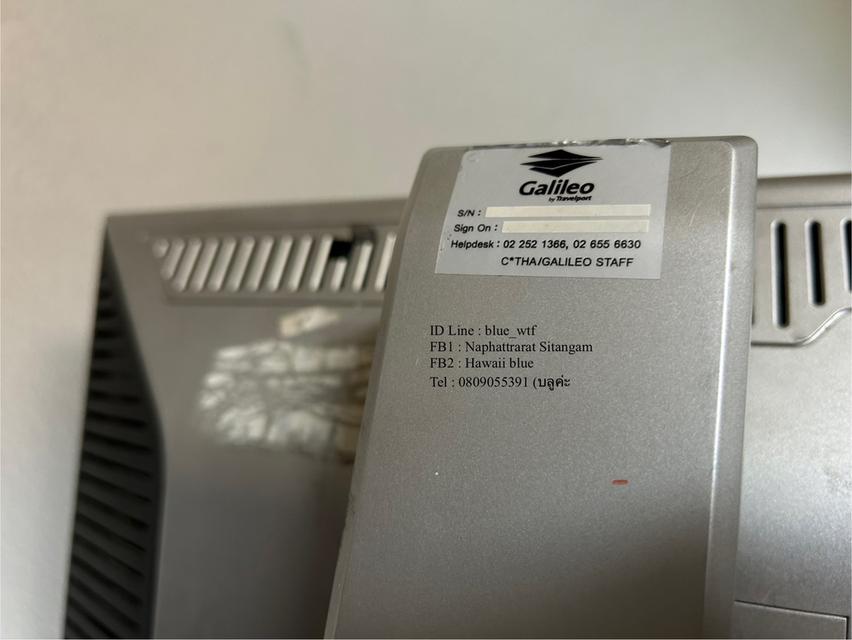 Galileo
by Travelport
S/N :
Sign On :
Helpdesk : 02 252 1366, 02 655 6630
C*THA/GALILEO STAFF
ID Line : blue_wtf
FB1 : Naphattrarat Sitangam
FB2 : Hawaii blue
Tel : 0809055391 (บลูค่ะ